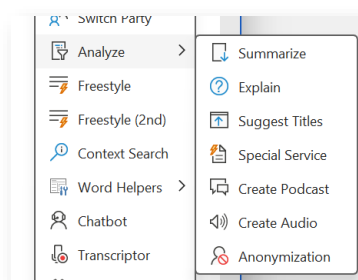 Switch Party
Analyze
Freestyle
Freestyle (2nd)
Context Search
Word Helpers
Chatbot
Transcriptor
Summarize
Explain
Suggest Titles
Special Service
Create Podcast
Create Audio
Anonymization